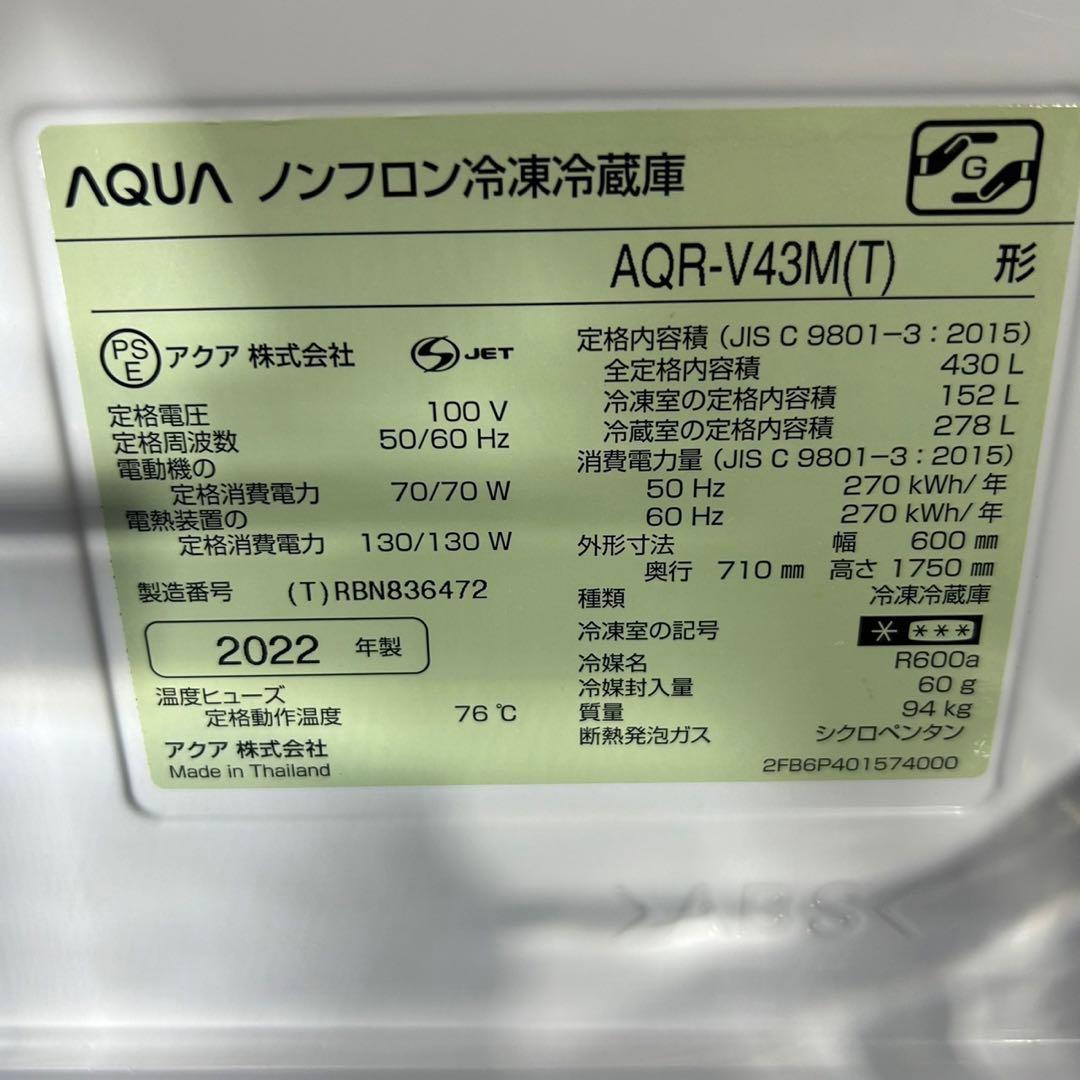 AQUA ノンフロン冷凍冷蔵庫
G
AQR-V43M(T) 形
PSE アクア 株式会社 JET
定格電圧 100 V
定格周波数 50/60 Hz
電動機の
定格消費電力 70/70 W
電熱装置の
定格消費電力 130/130 W
製造番号 (T)RBN836472
2022 年製
温度ヒューズ
定格動作温度 76 ℃
アクア 株式会社
Made in Thailand
定格内容積 (JIS C 9801-3:2015)
全定格内容積 430 L
冷凍室の定格内容積 152 L
冷蔵室の定格内容積 278 L
消費電力量 (JIS C 9801-3:2015)
50 Hz 270 kWh/年
60 Hz 270 kWh/年
外形寸法 幅 600 ㎜
奥行 710 ㎜ 高さ 1750 ㎜
種類 冷凍冷蔵庫
冷凍室の記号 * ***
冷媒名 R600a
冷媒封入量 60 g
質量 94 kg
断熱発泡ガス シクロペンタン
2FB6P401574000
>ABS<